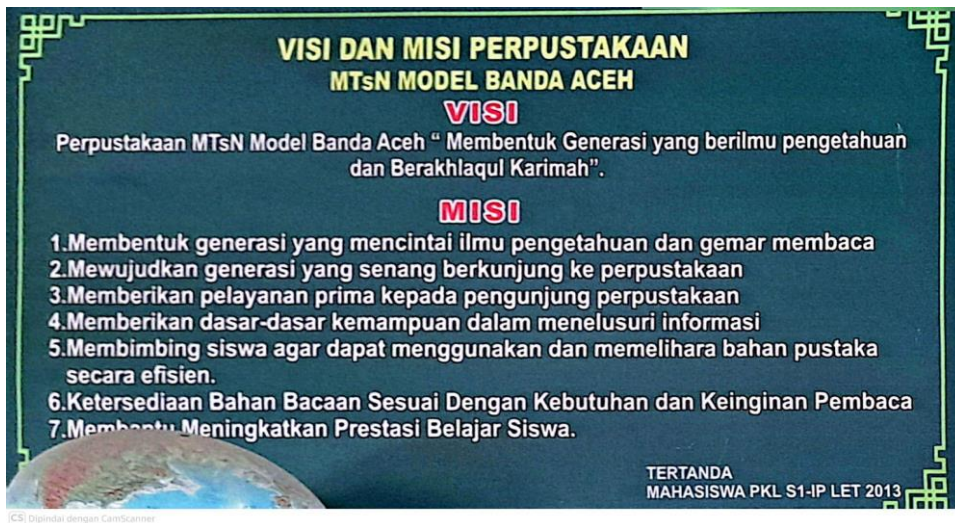 VISI DAN MISI PERPUSTAKAAN
MTsN MODEL BANDA ACEH
VISI
Perpustakaan MTsN Model Banda Aceh “ Membentuk Generasi yang berilmu pengetahuan
dan Berakhlaqul Karimah”.
MISI
1.Membentuk generasi yang mencintai ilmu pengetahuan dan gemar membaca
2.Mewujudkan generasi yang senang berkunjung ke perpustakaan
3.Memberikan pelayanan prima kepada pengunjung perpustakaan
4.Memberikan dasar-dasar kemampuan dalam menelusuri informasi
5.Membimbing siswa agar dapat menggunakan dan memelihara bahan pustaka
secara efisien.
6.Ketersediaan Bahan Bacaan Sesuai Dengan Kebutuhan dan Keinginan Pembaca
7.Membantu Meningkatkan Prestasi Belajar Siswa.
TERTANDA
MAHASISWA PKL S1-IP LET 2013
CS Dipindai dengan CamScanner